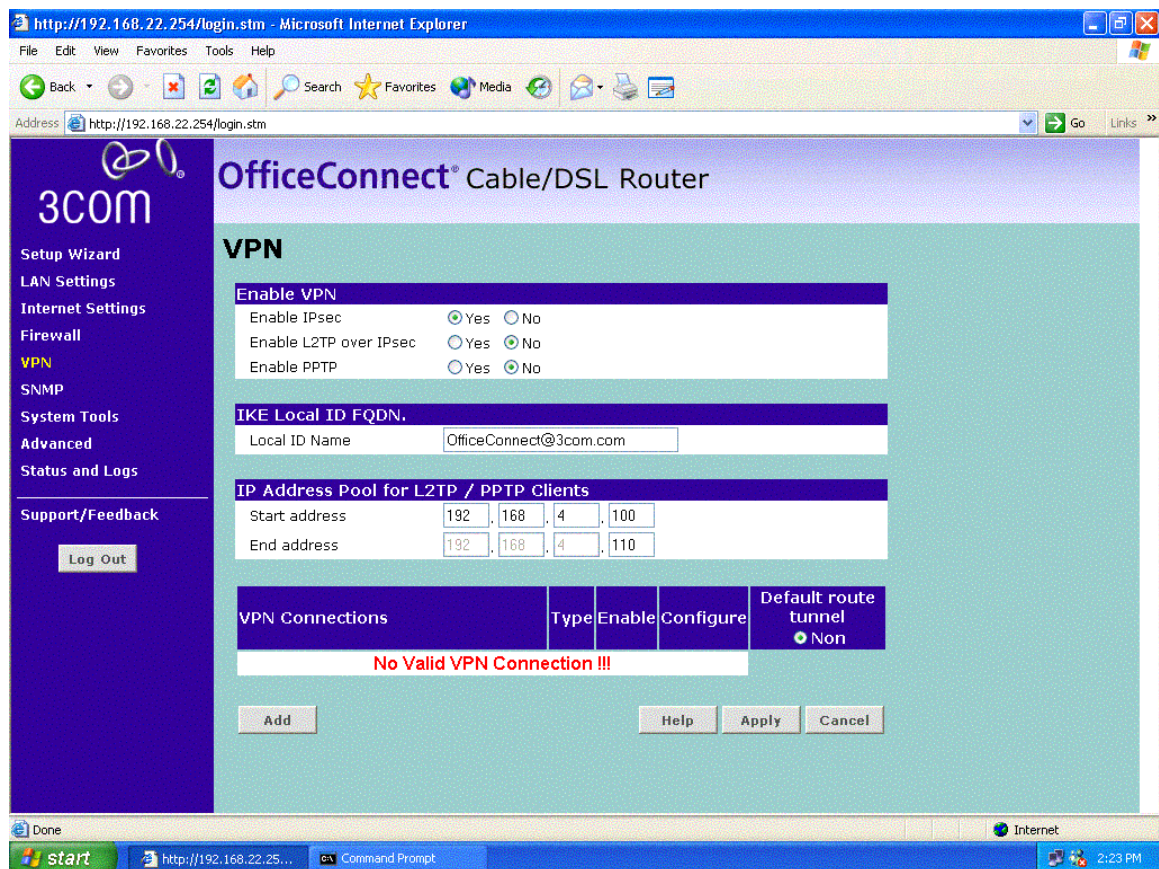 http://192.168.22.254/login.stm - Microsoft Internet Explorer
File Edit View Favorites Tools Help
Back Search Favorites Media
Address http://192.168.22.254/login.stm Go Links »
3COM
OfficeConnect® Cable/DSL Router
Setup Wizard
LAN Settings
Internet Settings
Firewall
VPN
SNMP
System Tools
Advanced
Status and Logs
Support/Feedback
Log Out
VPN
Enable VPN
Enable IPsec Yes No
Enable L2TP over IPsec Yes No
Enable PPTP Yes No
IKE Local ID FQDN.
Local ID Name OfficeConnect@3com.com
IP Address Pool for L2TP / PPTP Clients
Start address 192 . 168 . 4 . 100
End address 192 . 168 . 4 . 110
VPN Connections Type Enable Configure Default route
tunnel
Non
No Valid VPN Connection !!!
Add Help Apply Cancel
Done Internet
start http://192.168.22.25... Command Prompt 2:23 PM